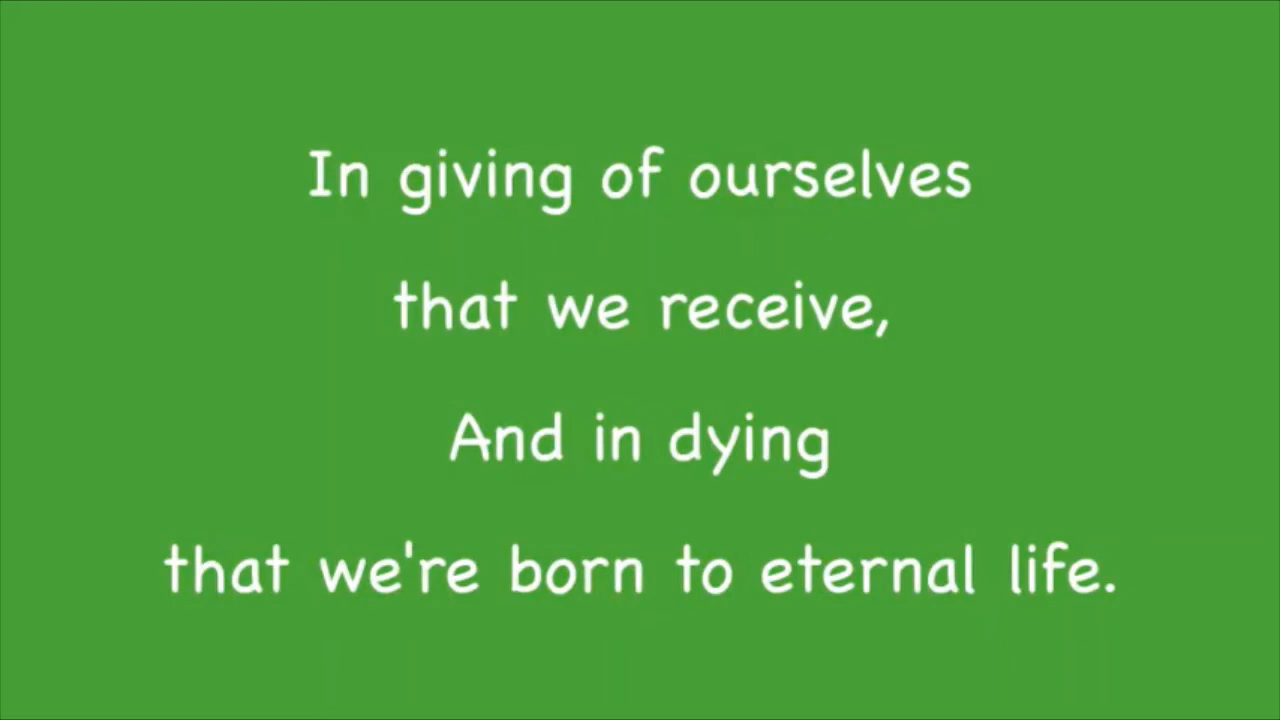 In giving of ourselves
that we receive,
And in dying
that we're born to eternal life.